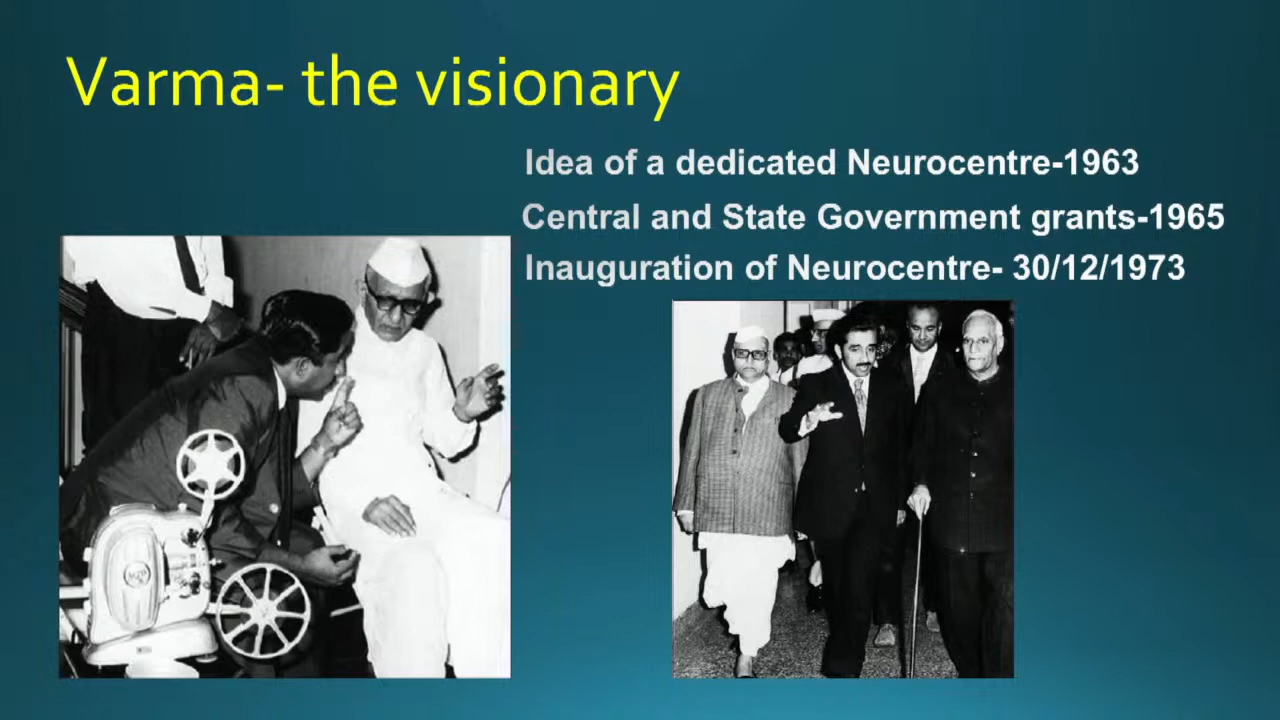 Varma- the visionary
Idea of a dedicated Neurocentre-1963
Central and State Government grants-1965
Inauguration of Neurocentre- 30/12/1973